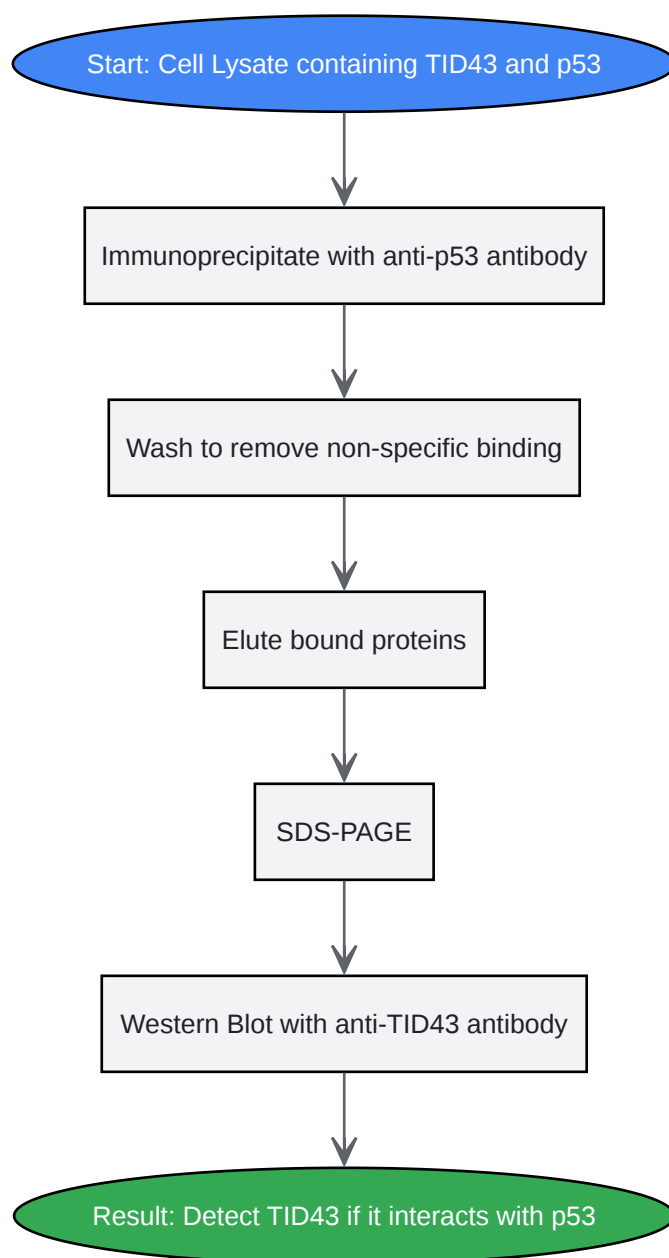 Start: Cell Lysate containing TID43 and p53
Immunoprecipitate with anti-p53 antibody
Wash to remove non-specific binding
Elute bound proteins
SDS-PAGE
Western Blot with anti-TID43 antibody
Result: Detect TID43 if it interacts with p53